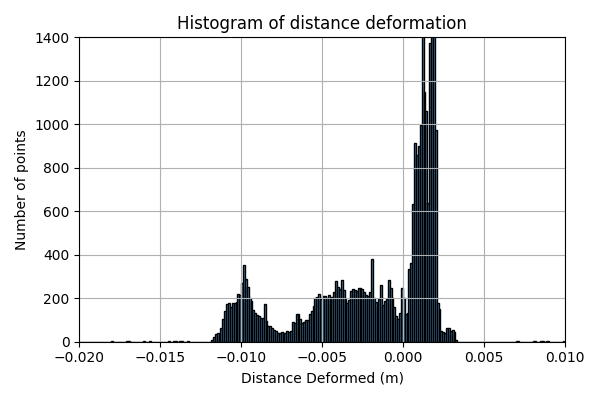 Histogram of distance deformation
1400
1200
1000
800
600
400
200
0
Number of points
−0.020 −0.015 −0.010 −0.005 0.000 0.005 0.010
Distance Deformed (m)